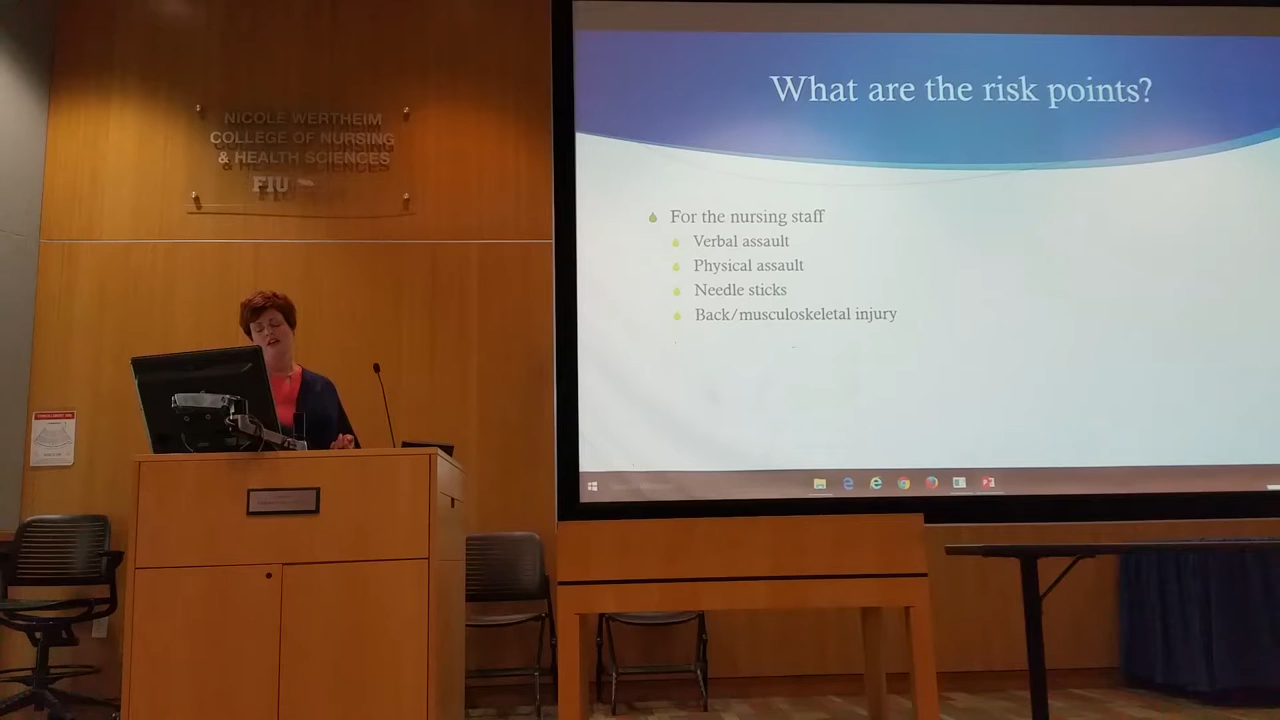 NICOLE WERTHEIM
COLLEGE OF NURSING
& HEALTH SCIENCES
FIU
What are the risk points?
For the nursing staff
Verbal assault
Physical assault
Needle sticks
Back/musculoskeletal injury